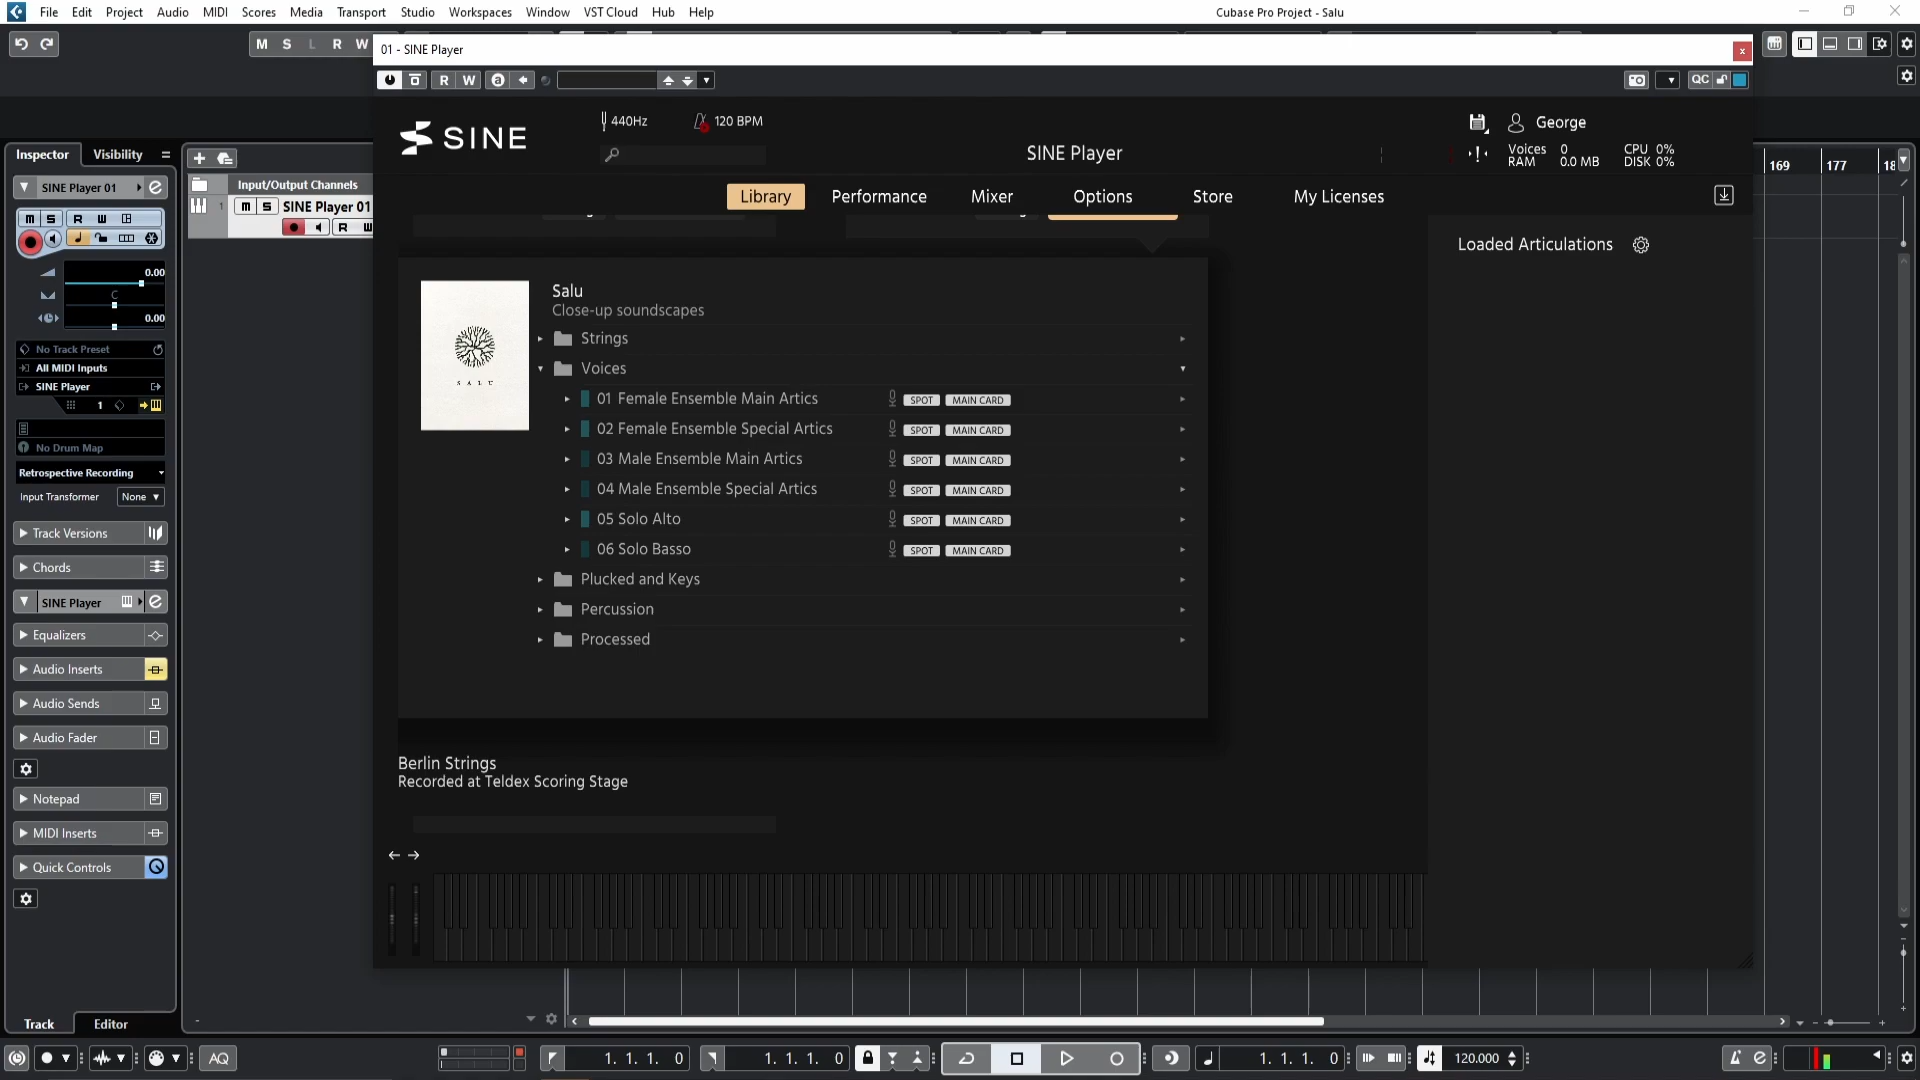 File Edit Project Audio MIDI Scores Media Transport Studio Workspaces Window VST Cloud Hub Help
Cubase Pro Project - Salu
M S L R W
01 - SINE Player
x
R W
a
QC
SINE
440Hz
120 BPM
SINE Player
George
Voices 0
RAM 0.0 MB
CPU 0%
DISK 0%
Library Performance Mixer Options Store My Licenses
Inspector Visibility
SINE Player 01
m S R W
0.00
C
0.00
No Track Preset
All MIDI Inputs
SINE Player
1
No Drum Map
Retrospective Recording
Input Transformer None
Track Versions
Chords
SINE Player
Equalizers
Audio Inserts
Audio Sends
Audio Fader
Notepad
MIDI Inserts
Quick Controls
Track Editor
Input/Output Channels
1 m S SINE Player 01
R W
169 177
Loaded Articulations
Salu
Close-up soundscapes
SALU
Strings
Voices
01 Female Ensemble Main Artics SPOT MAIN CARD
02 Female Ensemble Special Artics SPOT MAIN CARD
03 Male Ensemble Main Artics SPOT MAIN CARD
04 Male Ensemble Special Artics SPOT MAIN CARD
05 Solo Alto SPOT MAIN CARD
06 Solo Basso SPOT MAIN CARD
Plucked and Keys
Percussion
Processed
Berlin Strings
Recorded at Teldex Scoring Stage
AQ
1. 1. 1. 0
1. 1. 1. 0
1. 1. 1. 0
120.000